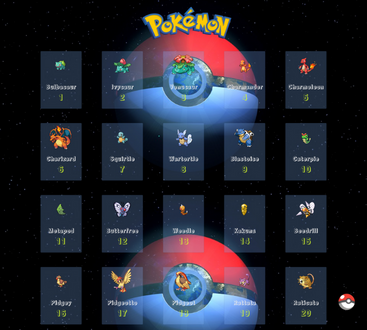 POKÉMON
Bulbasaur
1
Ivysaur
2
Venusaur
3
Charmander
4
Charmeleon
5
Charizard
6
Squirtle
7
Wartortle
8
Blastoise
9
Caterpie
10
Metapod
11
Butterfree
12
Weedle
13
Kakuna
14
Beedrill
15
Pidgey
16
Pidgeotto
17
Pidgeot
18
Rattata
19
Raticate
20